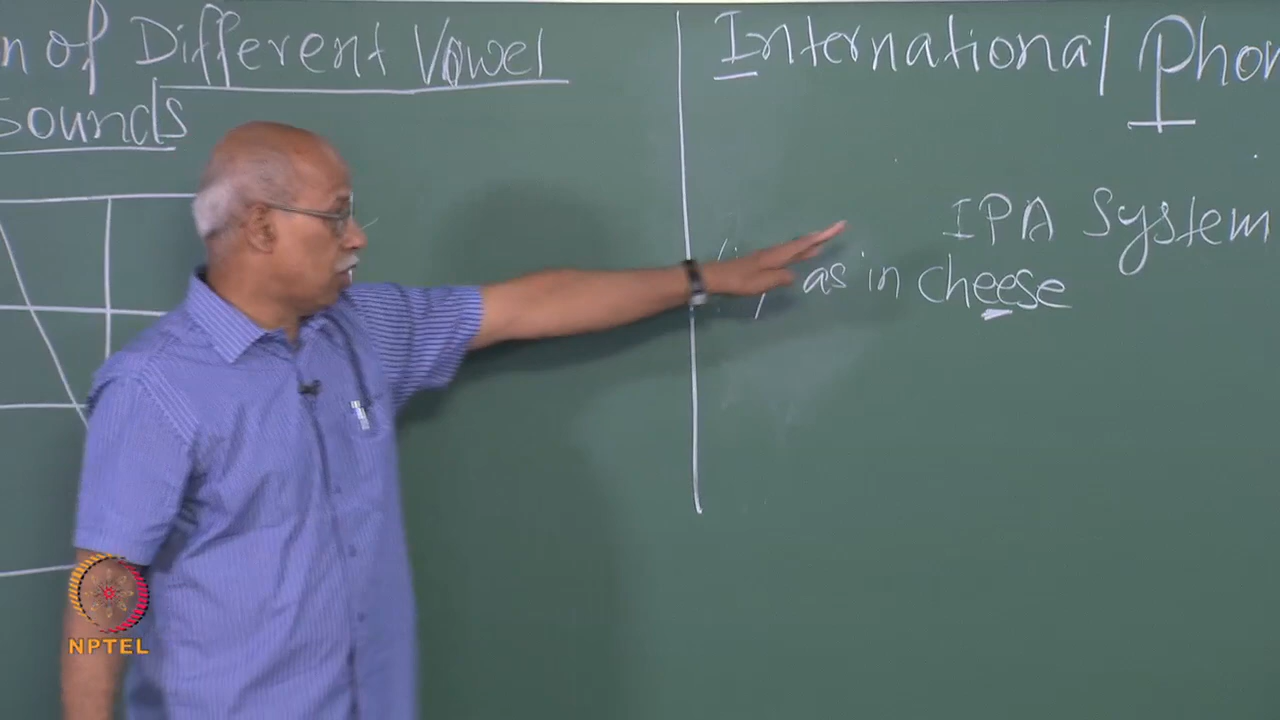 n of Different Vowel
Sounds
International Phon
IPA System
as in cheese
NPTEL